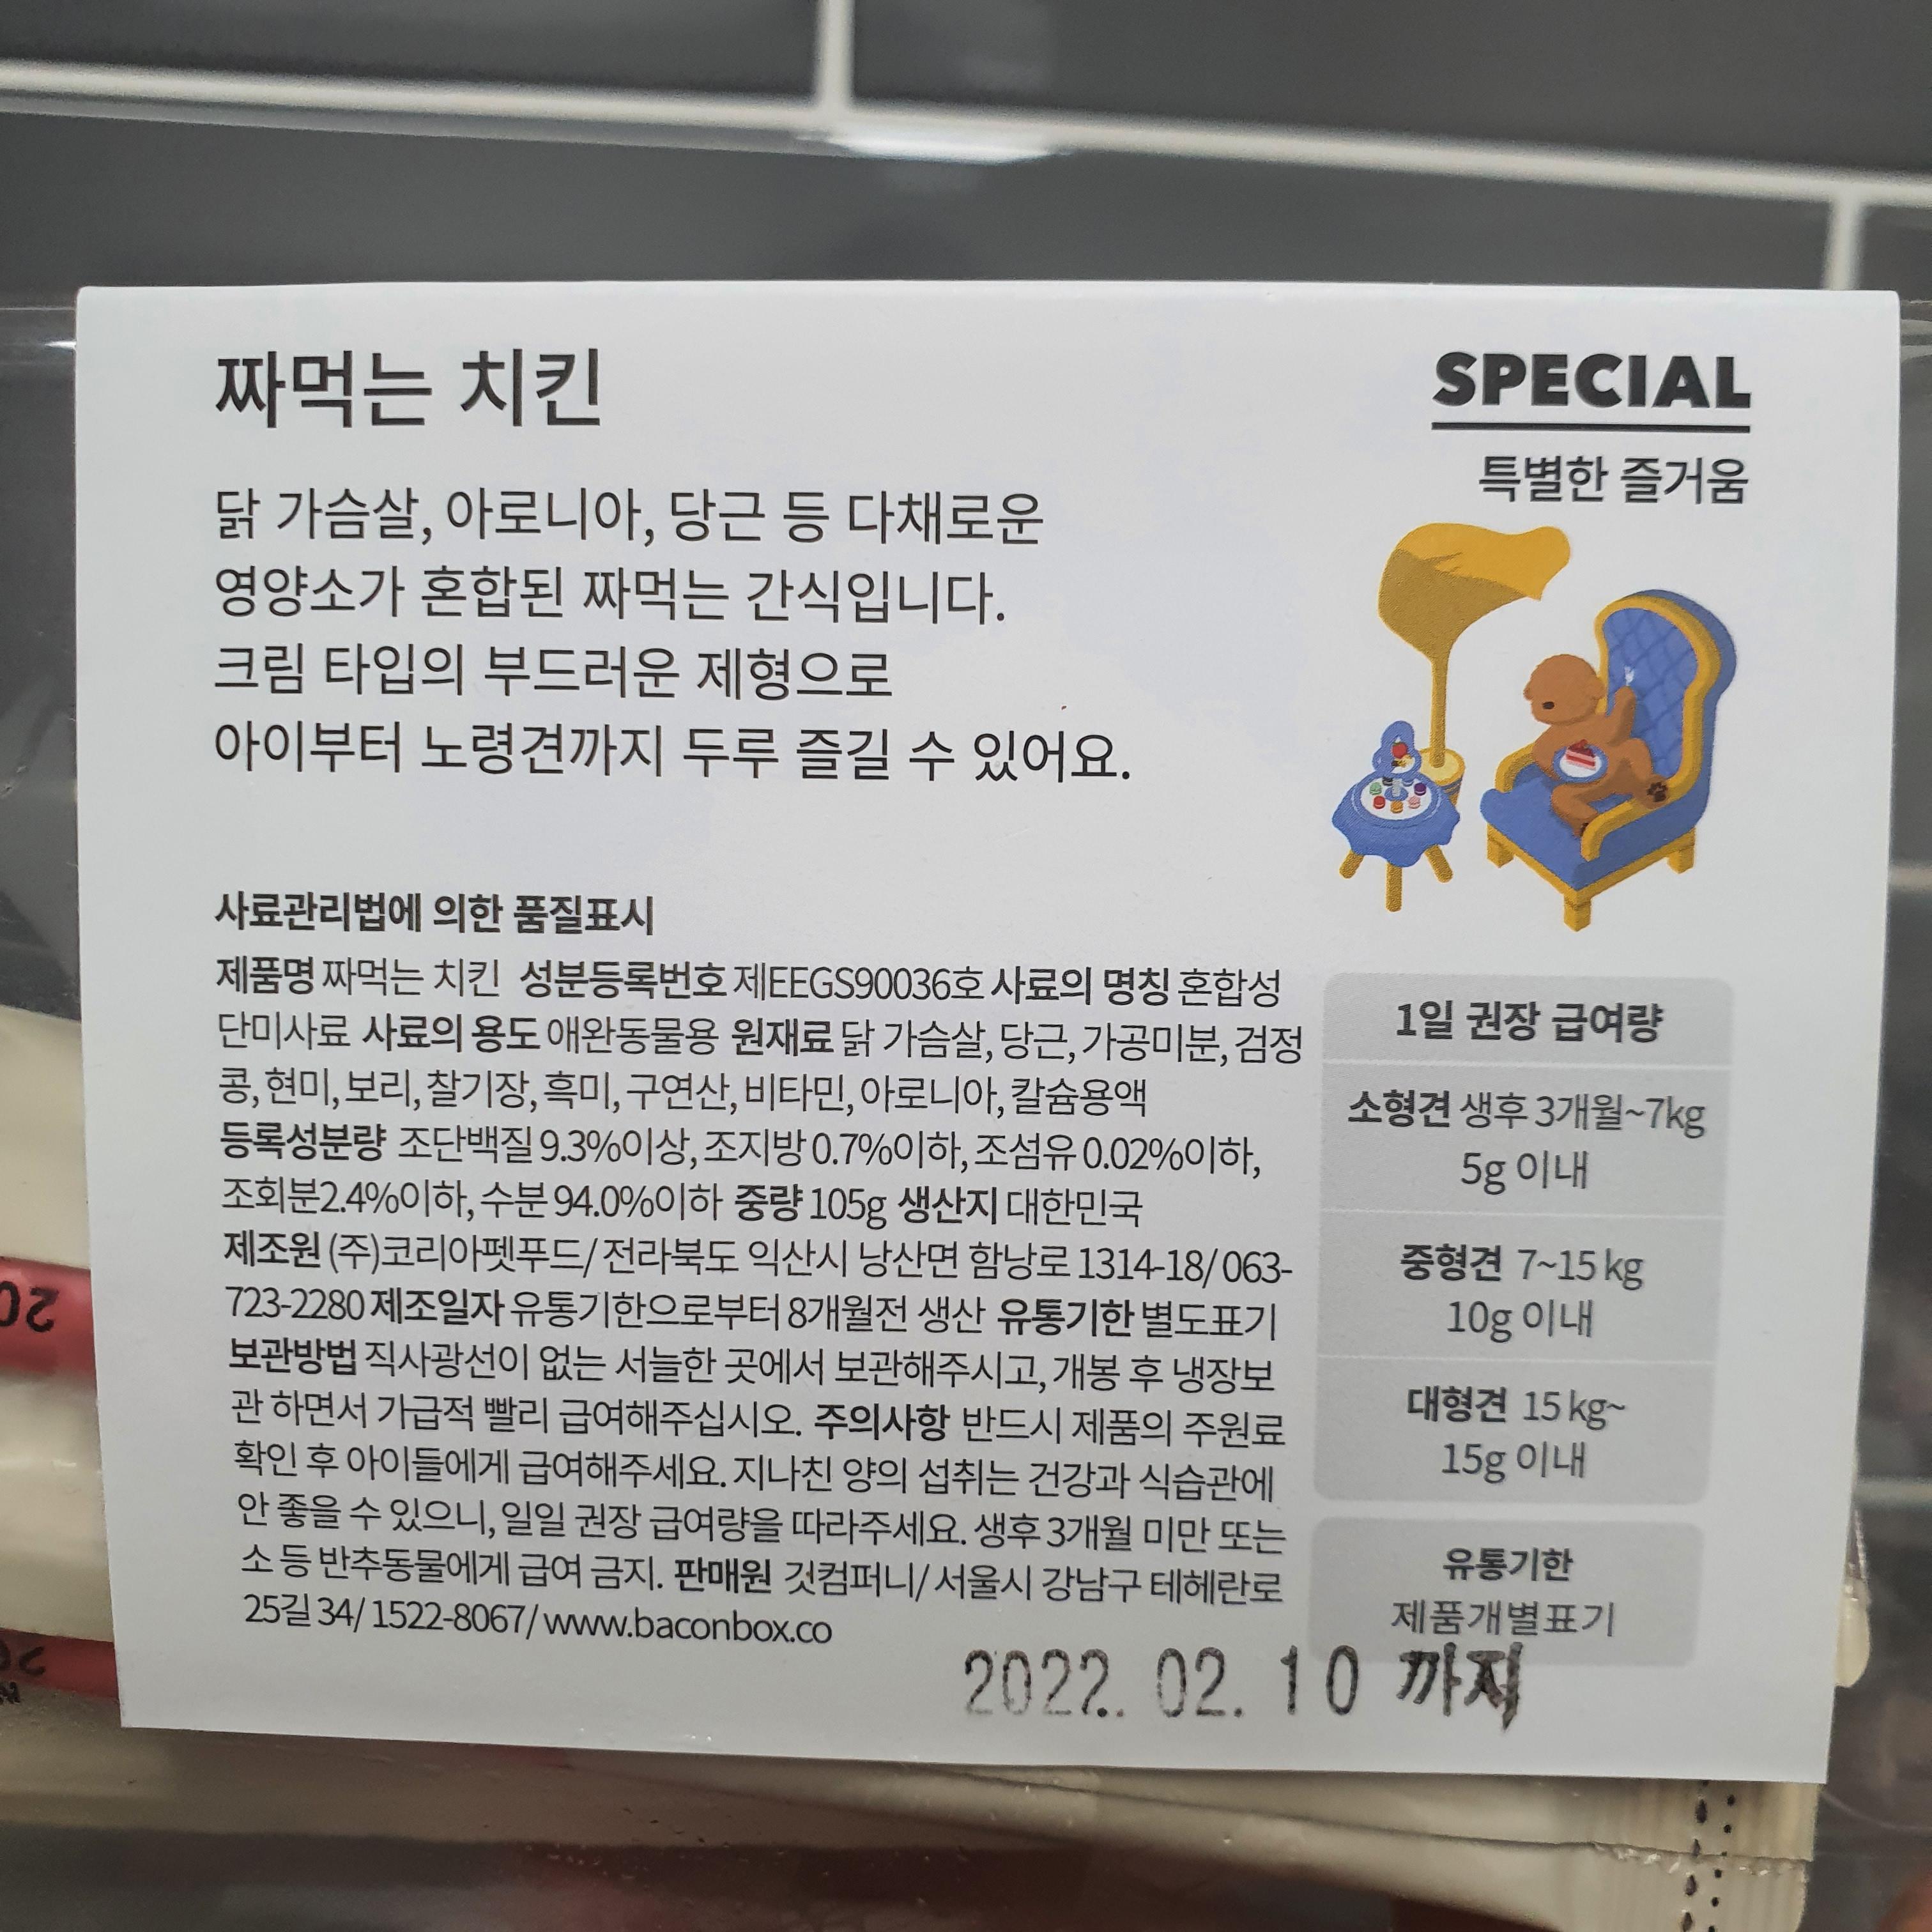 짜먹는 치킨
닭 가슴살, 아로니아, 당근 등 다채로운
영양소가 혼합된 짜먹는 간식입니다.
크림 타입의 부드러운 제형으로
아이부터 노령견까지 두루 즐길 수 있어요.
SPECIAL
특별한 즐거움
사료관리법에 의한 품질표시
제품명 짜먹는 치킨 성분등록번호 제EEGS90036호 사료의 명칭 혼합성
단미사료 사료의 용도 애완동물용 원재료 닭 가슴살, 당근, 가공미분, 검정
콩, 현미, 보리, 찰기장, 흑미, 구연산, 비타민, 아로니아, 칼슘용액
등록성분량 조단백질 9.3%이상, 조지방 0.7%이하, 조섬유 0.02%이하,
조회분2.4%이하, 수분 94.0%이하 중량 105g 생산지 대한민국
제조원 (주)코리아펫푸드/ 전라북도 익산시 낭산면 함낭로 1314-18/ 063-
723-2280 제조일자 유통기한으로부터 8개월전 생산 유통기한 별도표기
보관방법 직사광선이 없는 서늘한 곳에서 보관해주시고, 개봉 후 냉장보
관 하면서 가급적 빨리 급여해주십시오. 주의사항 반드시 제품의 주원료
확인 후 아이들에게 급여해주세요. 지나친 양의 섭취는 건강과 식습관에
안 좋을 수 있으니, 일일 권장 급여량을 따라주세요. 생후 3개월 미만 또는
소 등 반추동물에게 급여 금지. 판매원 깃컴퍼니/ 서울시 강남구 테헤란로
25길 34/ 1522-8067/ www.baconbox.co
1일 권장 급여량
소형견 생후 3개월~7kg
5g 이내
중형견 7~15 kg
10g 이내
대형견 15 kg~
15g 이내
유통기한
제품개별표기
2022. 02. 10 까지
20